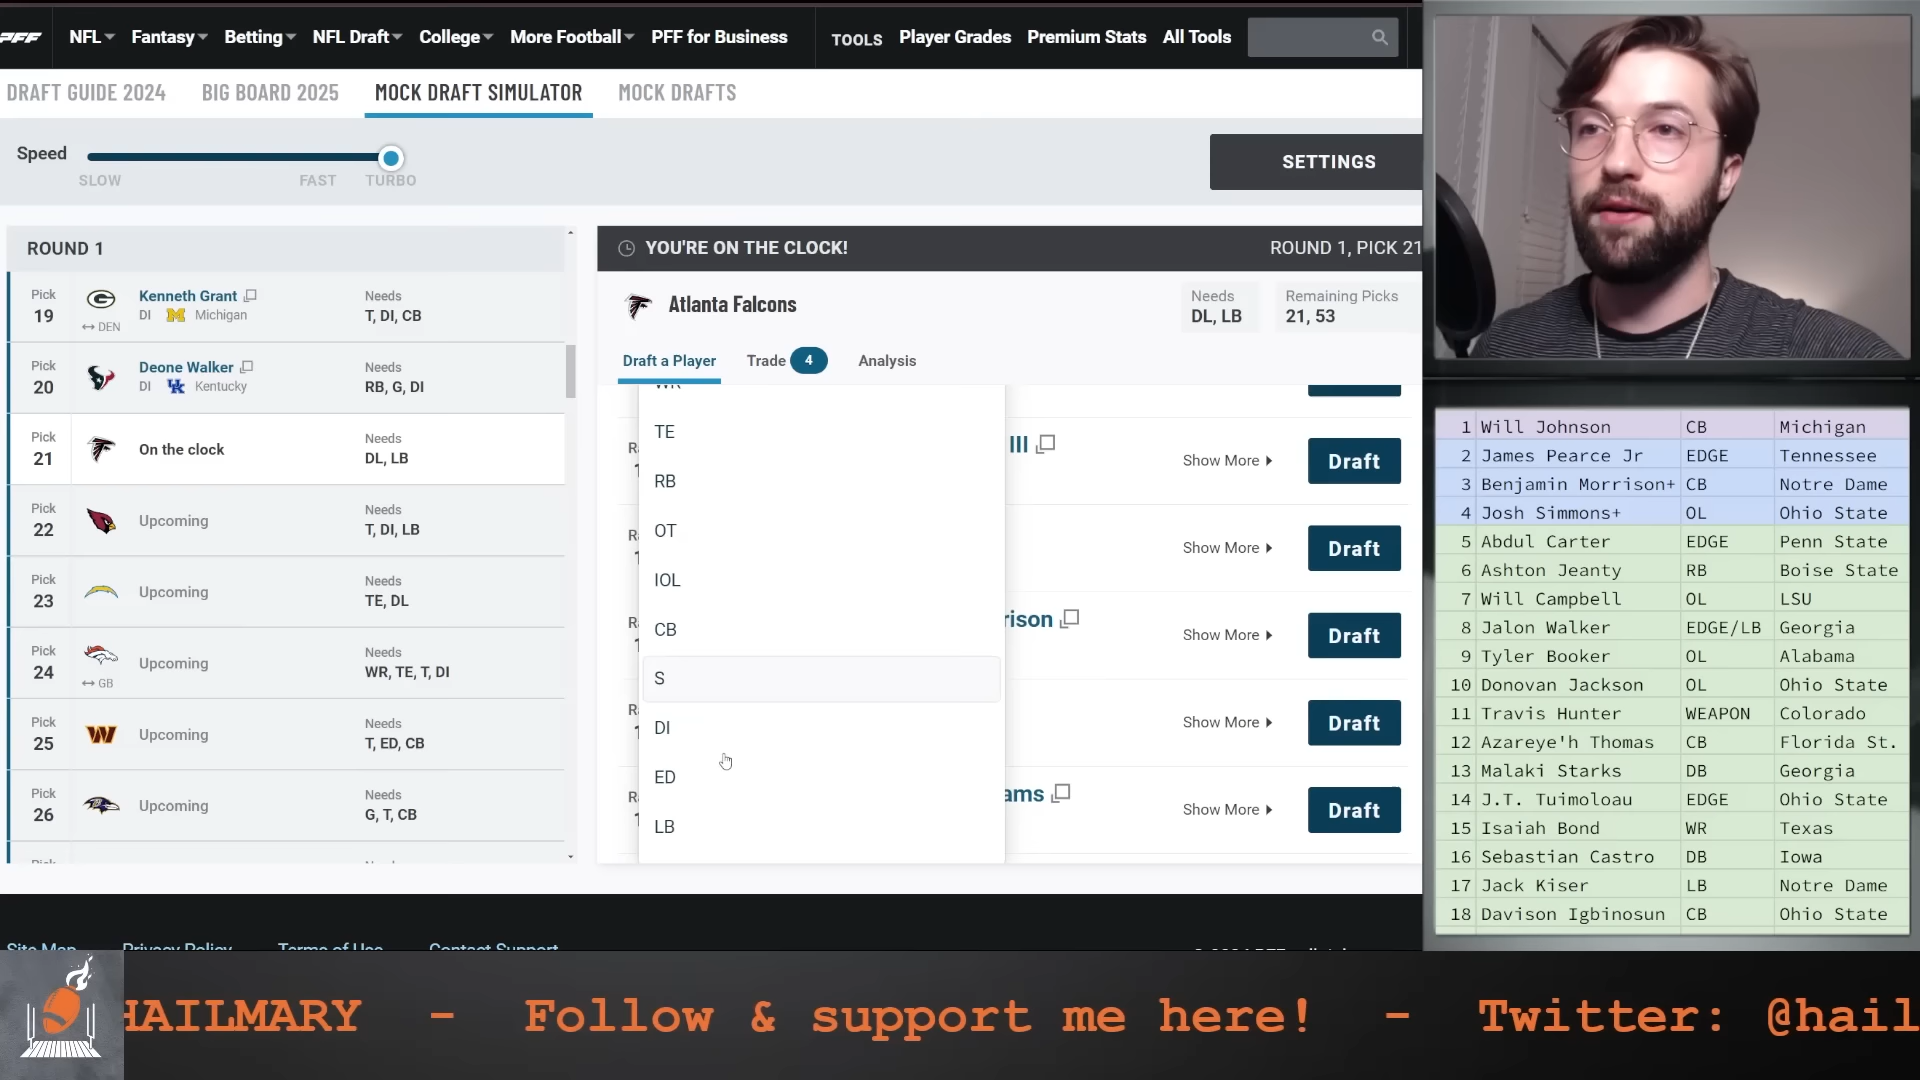 PFF NFL Fantasy Betting NFL Draft College More Football PFF for Business TOOLS Player Grades Premium Stats All Tools
DRAFT GUIDE 2024 BIG BOARD 2025 MOCK DRAFT SIMULATOR MOCK DRAFTS
Speed
SLOW FAST TURBO
SETTINGS
ROUND 1
Pick 19
DEN
Kenneth Grant
DI Michigan
Needs
T, DI, CB
Pick 20
Deone Walker
DI UK Kentucky
Needs
RB, G, DI
Pick 21
On the clock
Needs
DL, LB
Pick 22
Upcoming
Needs
T, DI, LB
Pick 23
Upcoming
Needs
TE, DL
Pick 24
GB
Upcoming
Needs
WR, TE, T, DI
Pick 25
Upcoming
Needs
T, ED, CB
Pick 26
Upcoming
Needs
G, T, CB
YOU'RE ON THE CLOCK!
ROUND 1, PICK 21
Atlanta Falcons
Needs
DL, LB
Remaining Picks
21, 53
Draft a Player Trade 4 Analysis
WR
TE
RB
OT
IOL
CB
S
DI
ED
LB
III Show More Draft
Show More Draft
Show More Draft
Show More Draft
Show More Draft
1 Will Johnson CB Michigan
2 James Pearce Jr EDGE Tennessee
3 Benjamin Morrison+ CB Notre Dame
4 Josh Simmons+ OL Ohio State
5 Abdul Carter EDGE Penn State
6 Ashton Jeanty RB Boise State
7 Will Campbell OL LSU
8 Jalon Walker EDGE/LB Georgia
9 Tyler Booker OL Alabama
10 Donovan Jackson OL Ohio State
11 Travis Hunter WEAPON Colorado
12 Azareye'h Thomas CB Florida St.
13 Malaki Starks DB Georgia
14 J.T. Tuimoloau EDGE Ohio State
15 Isaiah Bond WR Texas
16 Sebastian Castro DB Iowa
17 Jack Kiser LB Notre Dame
18 Davison Igbinosun CB Ohio State
Site Map Privacy Policy Terms of Use Contact Support
HAILMARY - Follow & support me here! - Twitter: @hail